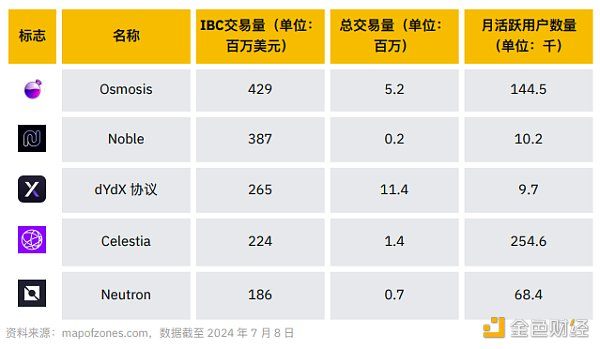 标志 名称 IBC交易量（单位： 总交易量（单位： 月活跃用户数量
百万美元） 百万） （单位：千）
Osmosis 429 5.2 144.5
Noble 387 0.2 10.2
dYdX 协议 265 11.4 9.7
Celestia 224 1.4 254.6
Neutron 186 0.7 68.4
资料来源：mapofzones.com，数据截至 2024 年 7 月 8 日
金色财经